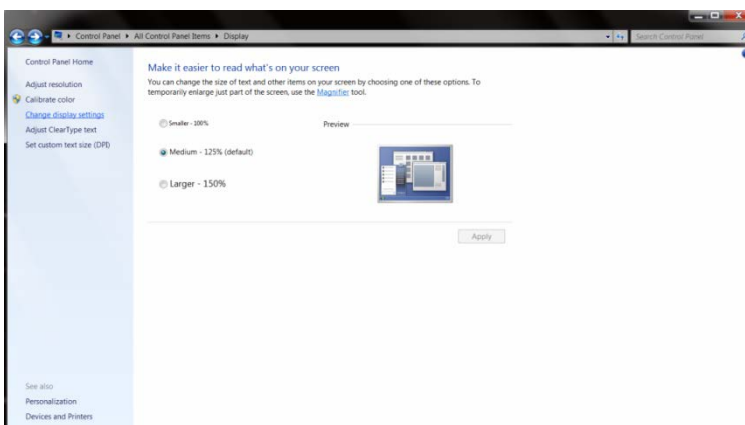 Control Panel ▸ All Control Panel Items ▸ Display
Search Control Panel
Control Panel Home
Adjust resolution
Calibrate color
Change display settings
Adjust ClearType text
Set custom text size (DPI)
Make it easier to read what's on your screen
You can change the size of text and other items on your screen by choosing one of these options. To
temporarily enlarge just part of the screen, use the Magnifier tool.
Smaller - 100%
Preview
Medium - 125% (default)
Larger - 150%
Apply
See also
Personalization
Devices and Printers